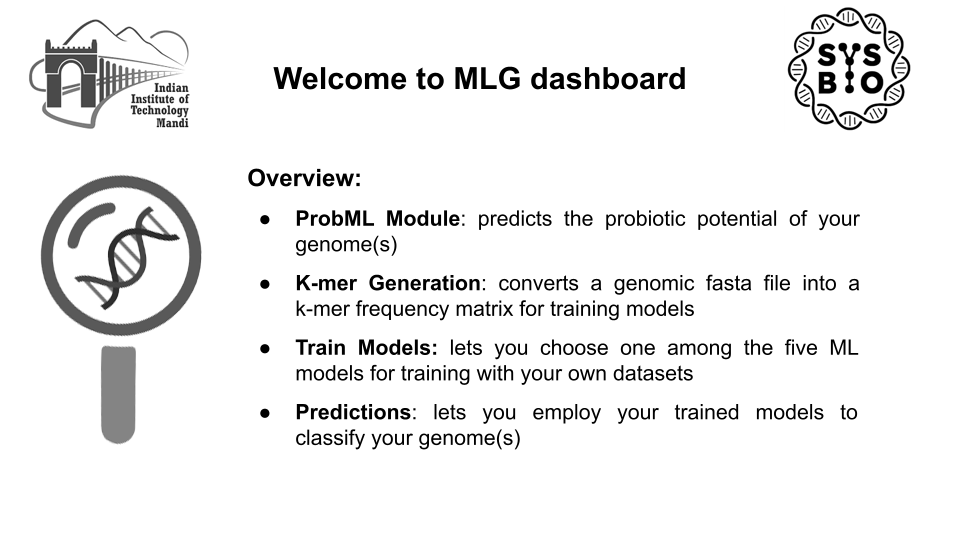 Indian
Institute of
Technology
Mandi
Welcome to MLG dashboard
SYS
BIO
Overview:
● ProbML Module: predicts the probiotic potential of your
genome(s)
● K-mer Generation: converts a genomic fasta file into a
k-mer frequency matrix for training models
● Train Models: lets you choose one among the five ML
models for training with your own datasets
● Predictions: lets you employ your trained models to
classify your genome(s)